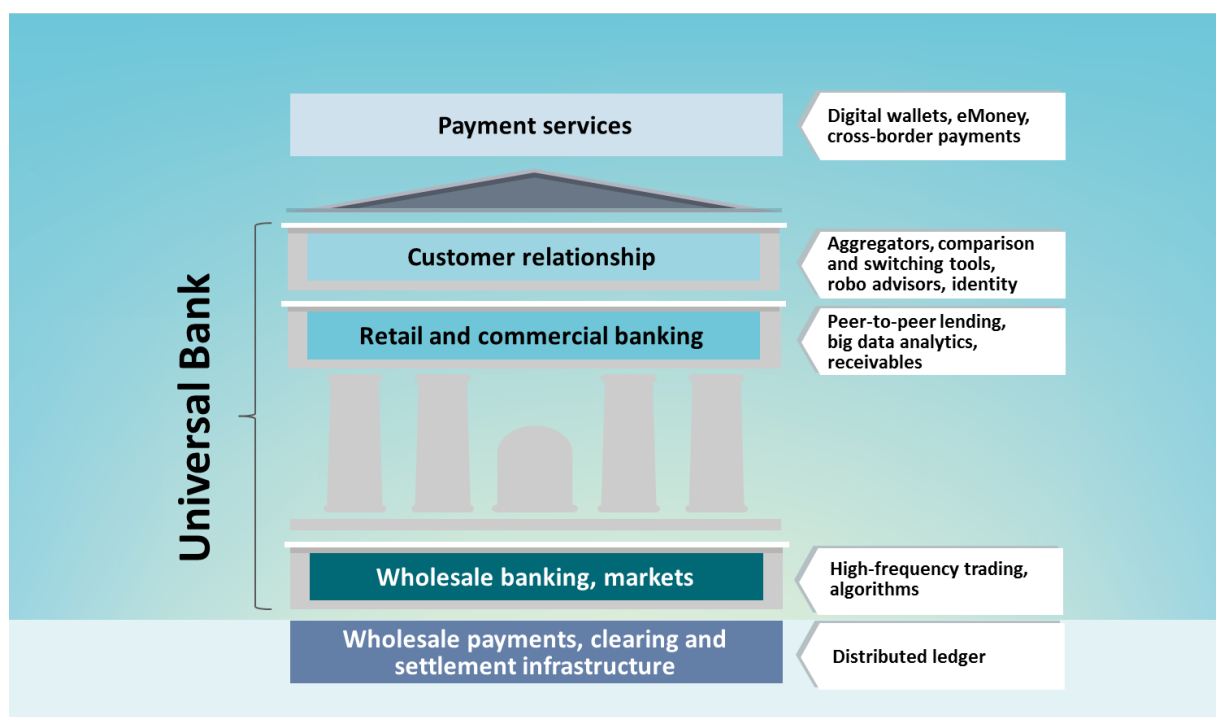 Payment services
Digital wallets, eMoney,
cross-border payments
Universal Bank
Customer relationship
Aggregators, comparison
and switching tools,
robo advisors, identity
Retail and commercial banking
Peer-to-peer lending,
big data analytics,
receivables
Wholesale banking, markets
High-frequency trading,
algorithms
Wholesale payments, clearing and
settlement infrastructure
Distributed ledger